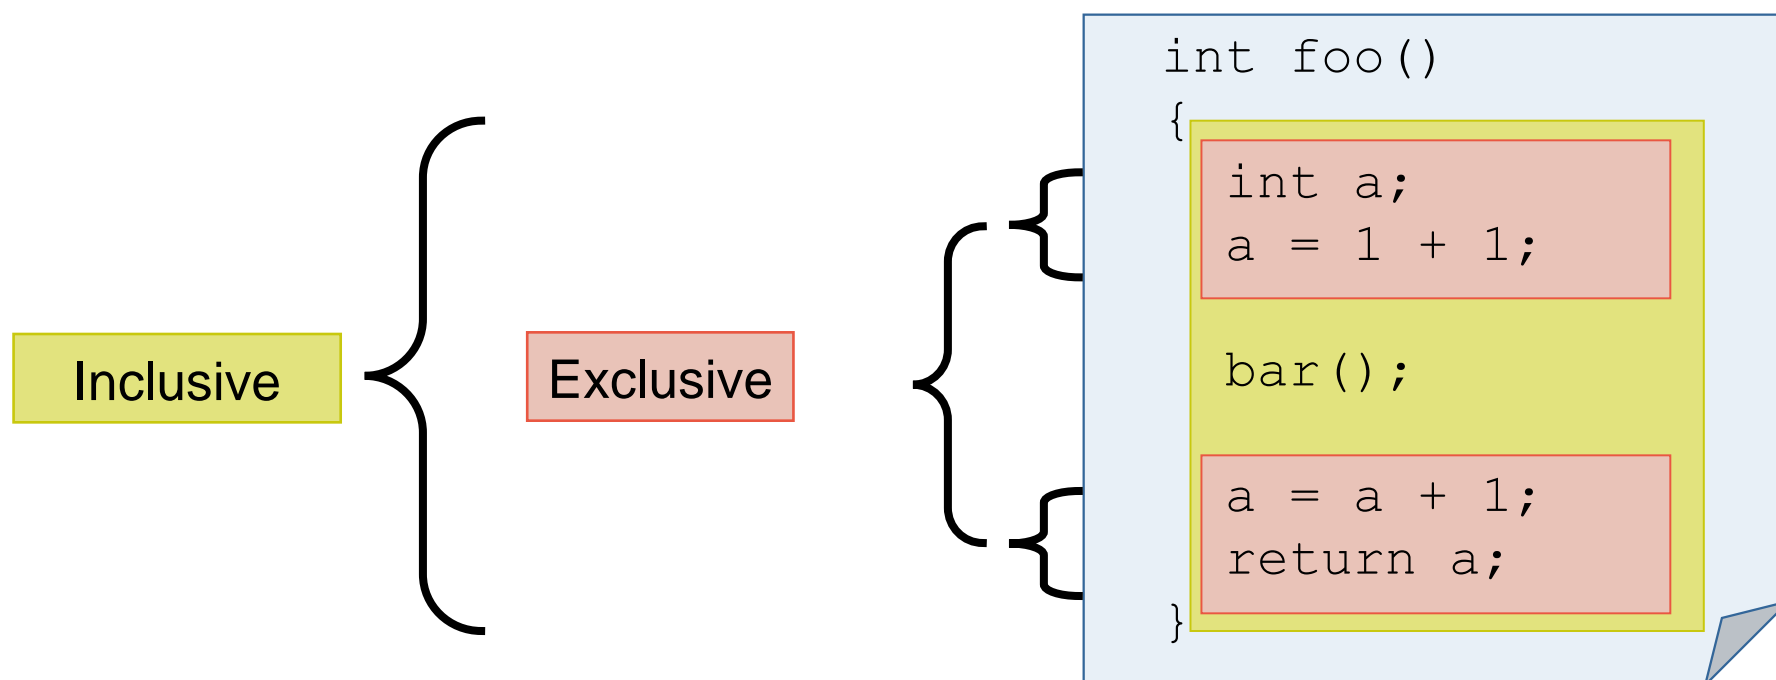 int foo()
{
int a;
a = 1 + 1;
Inclusive
Exclusive
bar();
a = a + 1;
return a;
}